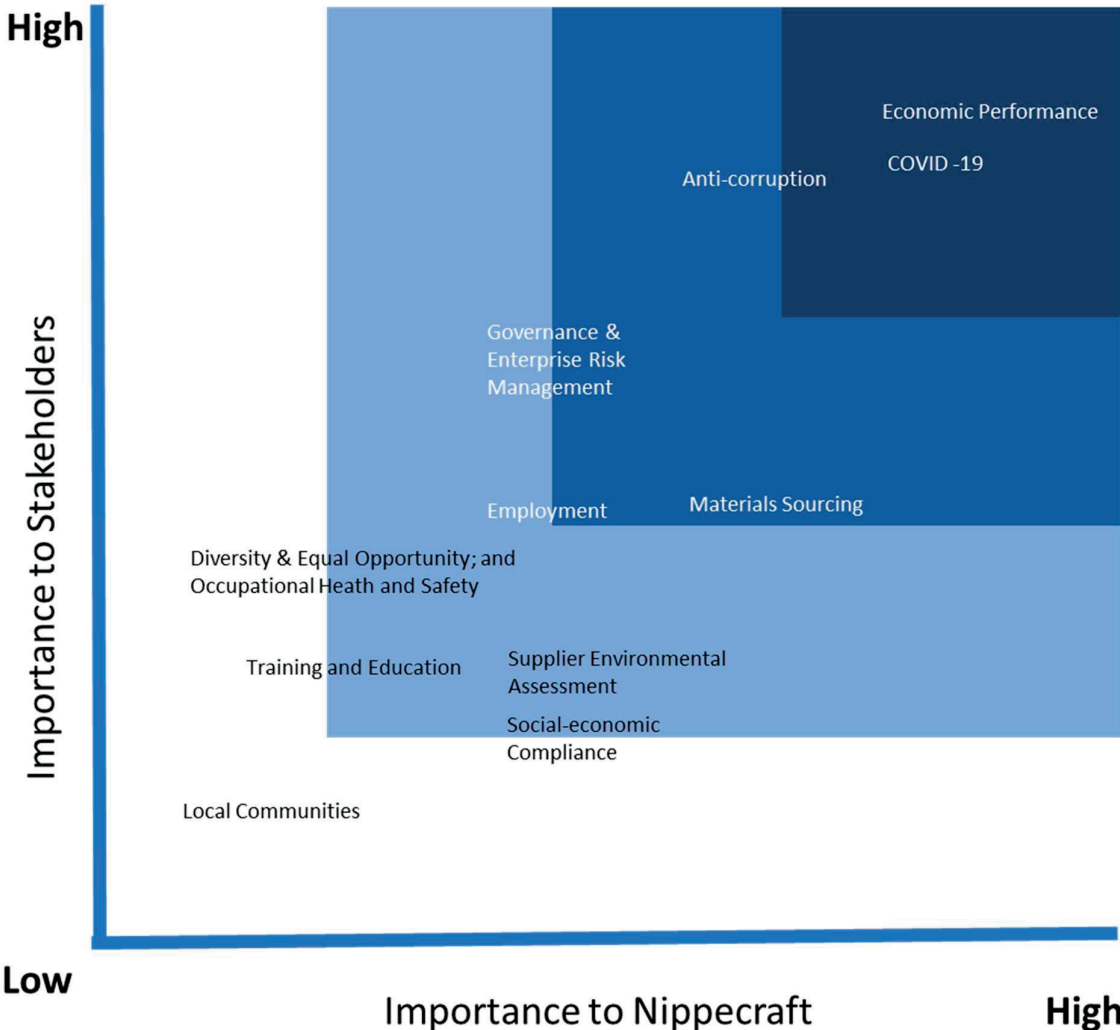 High
Economic Performance
COVID -19
Anti-corruption
Governance &
Enterprise Risk
Management
Employment
Materials Sourcing
Diversity & Equal Opportunity; and
Occupational Heath and Safety
Training and Education
Supplier Environmental
Assessment
Social-economic
Compliance
Local Communities
Importance to Stakeholders
Low
Importance to Nippecraft
High